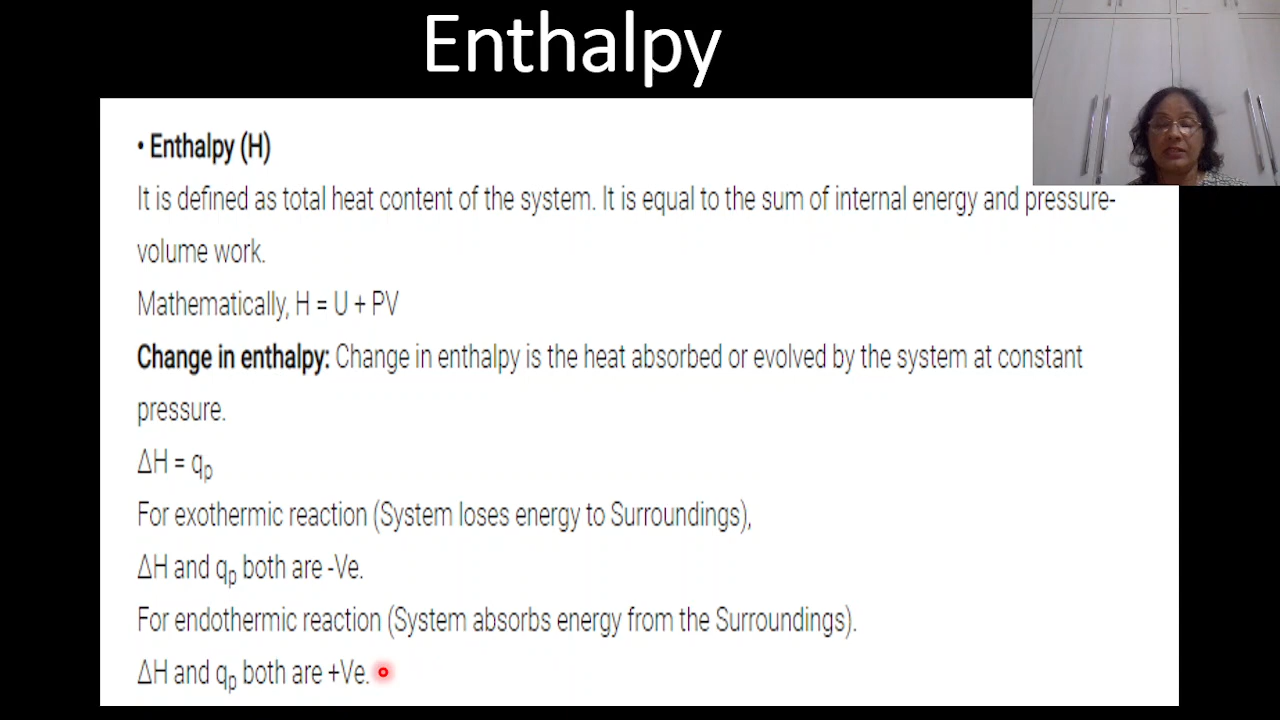 Enthalpy
• Enthalpy (H)
It is defined as total heat content of the system. It is equal to the sum of internal energy and pressure-
volume work.
Mathematically, H = U + PV
Change in enthalpy: Change in enthalpy is the heat absorbed or evolved by the system at constant
pressure.
ΔH = qₚ
For exothermic reaction (System loses energy to Surroundings),
ΔH and qₚ both are -Ve.
For endothermic reaction (System absorbs energy from the Surroundings).
ΔH and qₚ both are +Ve.